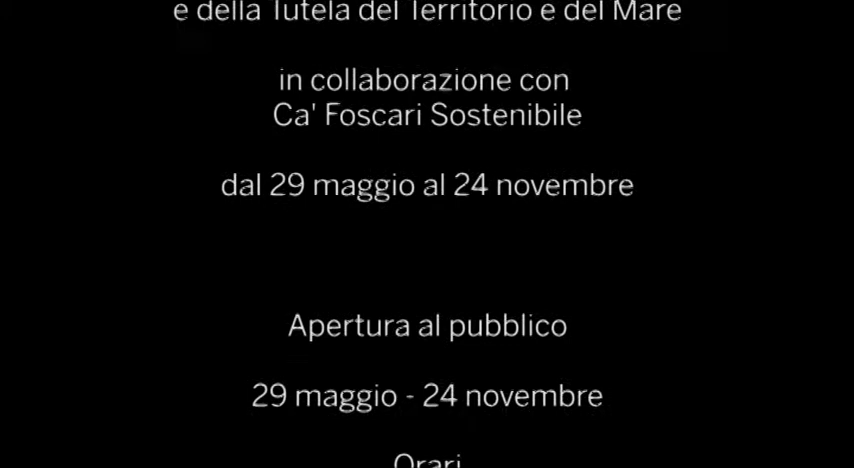 e della Tutela del Territorio e del Mare
in collaborazione con
Ca' Foscari Sostenibile
dal 29 maggio al 24 novembre
Apertura al pubblico
29 maggio - 24 novembre
Orari